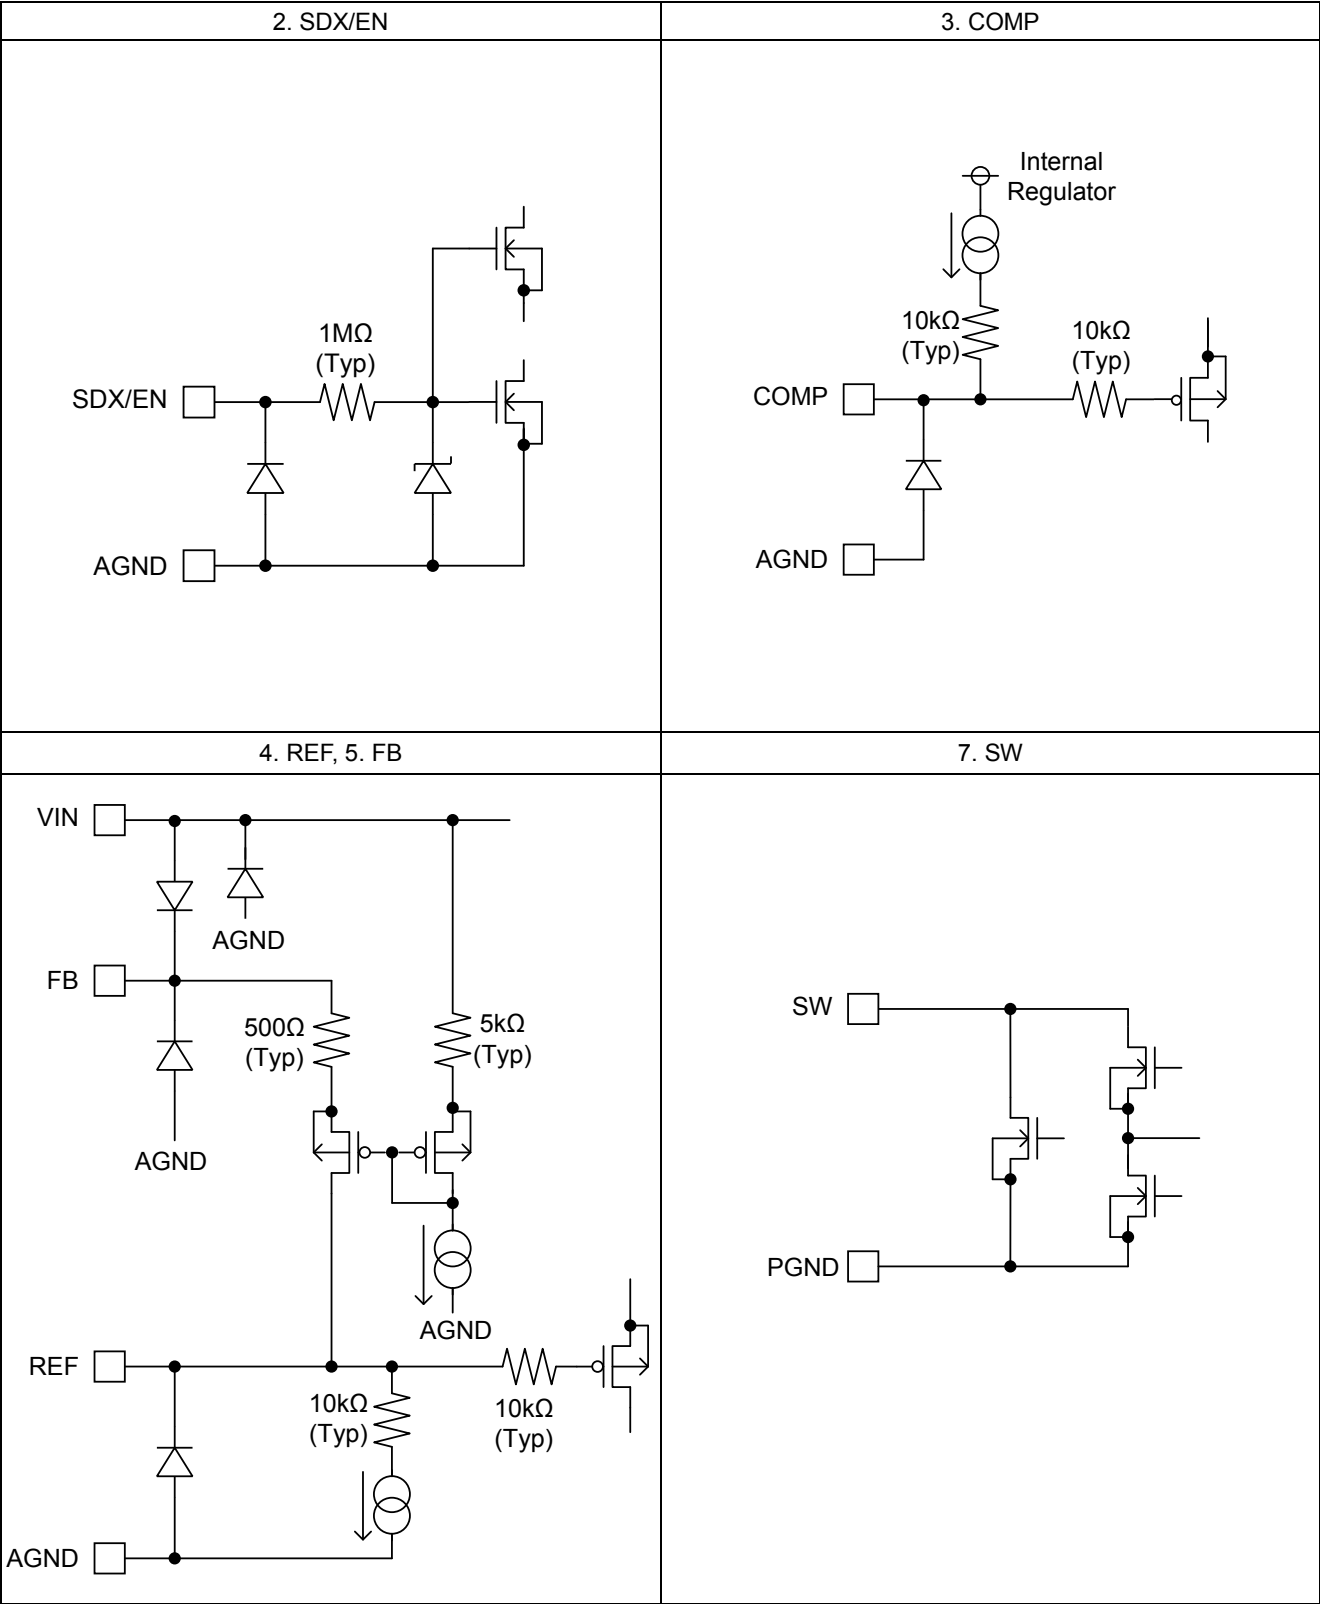 2. SDX/EN
3. COMP
1MΩ
(Typ)
SDX/EN
AGND
Internal
Regulator
10kΩ
(Typ)
10kΩ
(Typ)
COMP
AGND
4. REF, 5. FB
7. SW
VIN
AGND
FB
500Ω
(Typ)
5kΩ
(Typ)
AGND
AGND
REF
10kΩ
(Typ)
10kΩ
(Typ)
AGND
SW
PGND